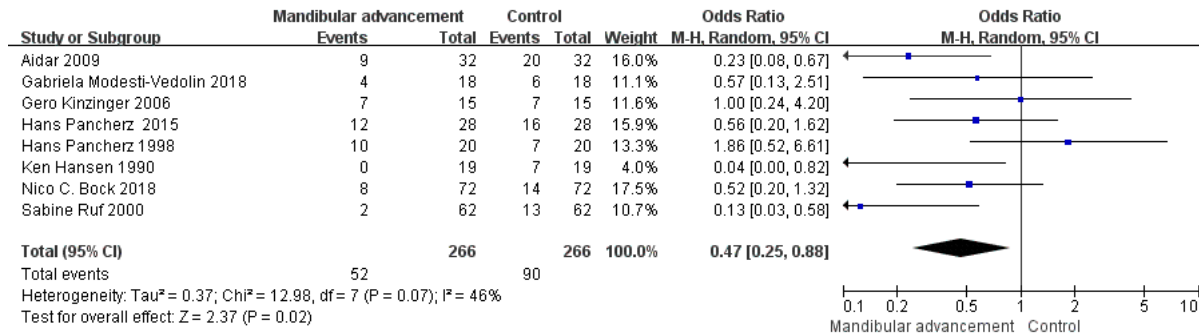 Mandibular advancement Control Odds Ratio Odds Ratio
Study or Subgroup Events Total Events Total Weight M-H, Random, 95% CI M-H, Random, 95% CI
Aidar 2009 9 32 20 32 16.0% 0.23 [0.08, 0.67]
Gabriela Modesti-Vedolin 2018 4 18 6 18 11.1% 0.57 [0.13, 2.51]
Gero Kinzinger 2006 7 15 7 15 11.6% 1.00 [0.24, 4.20]
Hans Pancherz 2015 12 28 16 28 15.9% 0.56 [0.20, 1.62]
Hans Pancherz 1998 10 20 7 20 13.3% 1.86 [0.52, 6.61]
Ken Hansen 1990 0 19 7 19 4.0% 0.04 [0.00, 0.82]
Nico C. Bock 2018 8 72 14 72 17.5% 0.52 [0.20, 1.32]
Sabine Ruf 2000 2 62 13 62 10.7% 0.13 [0.03, 0.58]
Total (95% CI) 266 266 100.0% 0.47 [0.25, 0.88]
Total events 52 90
Heterogeneity: Tau² = 0.37; Chi² = 12.98, df = 7 (P = 0.07); I² = 46%
Test for overall effect: Z = 2.37 (P = 0.02)
0.1 0.2 0.5 1 2 5 10
Mandibular advancement Control